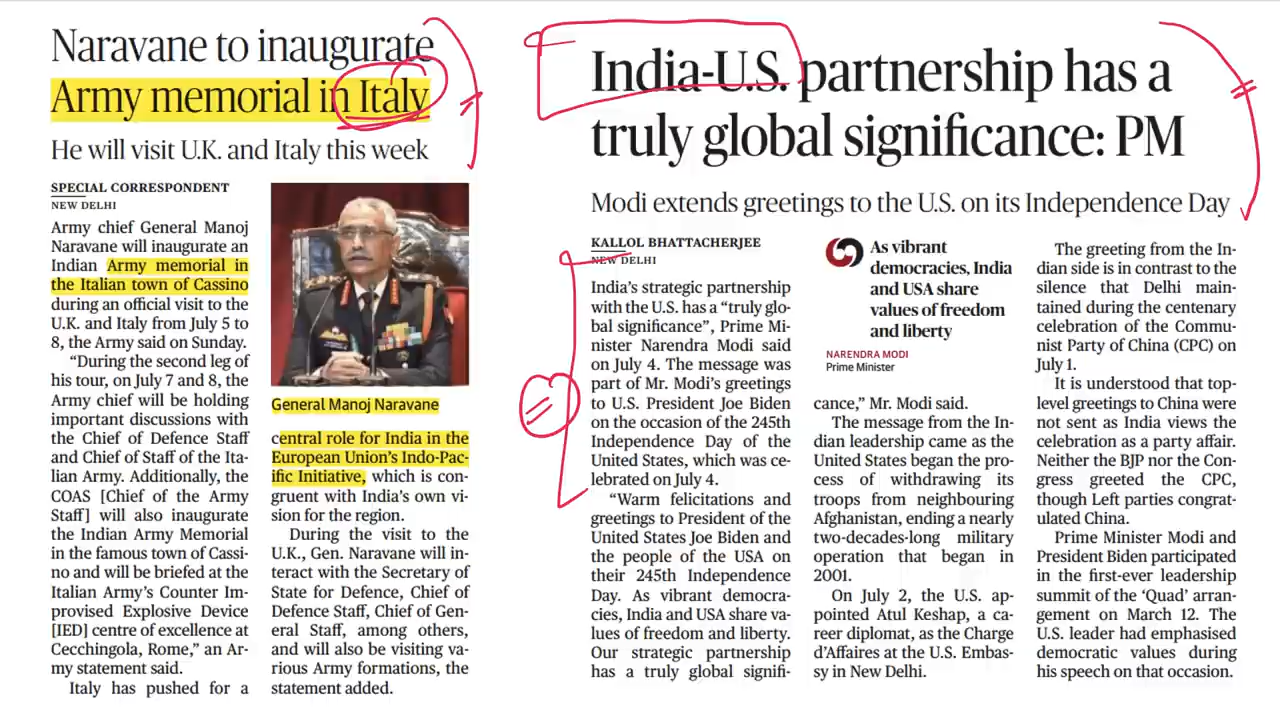 Naravane to inaugurate
Army memorial in Italy
He will visit U.K. and Italy this week
SPECIAL CORRESPONDENT
NEW DELHI
Army chief General Manoj
Naravane will inaugurate an
Indian Army memorial in
the Italian town of Cassino
during an official visit to the
U.K. and Italy from July 5 to
8, the Army said on Sunday.
“During the second leg of
his tour, on July 7 and 8, the
Army chief will be holding
important discussions with
the Chief of Defence Staff
and Chief of Staff of the Ita-
lian Army. Additionally, the
COAS [Chief of the Army
Staff] will also inaugurate
the Indian Army Memorial
in the famous town of Cassi-
no and will be briefed at the
Italian Army’s Counter Im-
provised Explosive Device
[IED] centre of excellence at
Cecchingola, Rome,” an Ar-
my statement said.
Italy has pushed for a
General Manoj Naravane
central role for India in the
European Union’s Indo-Pac-
ific Initiative, which is con-
gruent with India’s own vi-
sion for the region.
During the visit to the
U.K., Gen. Naravane will in-
teract with the Secretary of
State for Defence, Chief of
Defence Staff, Chief of Gen-
eral Staff, among others,
and will also be visiting va-
rious Army formations, the
statement added.
India-U.S. partnership has a
truly global significance: PM
Modi extends greetings to the U.S. on its Independence Day
KALLOL BHATTACHERJEE
NEW DELHI
India’s strategic partnership
with the U.S. has a “truly glo-
bal significance”, Prime Mi-
nister Narendra Modi said
on July 4. The message was
part of Mr. Modi’s greetings
to U.S. President Joe Biden
on the occasion of the 245th
Independence Day of the
United States, which was ce-
lebrated on July 4.
“Warm felicitations and
greetings to President of the
United States Joe Biden and
the people of the USA on
their 245th Independence
Day. As vibrant democra-
cies, India and USA share va-
lues of freedom and liberty.
Our strategic partnership
has a truly global signifi-
As vibrant
democracies, India
and USA share
values of freedom
and liberty
NARENDRA MODI
Prime Minister
cance,” Mr. Modi said.
The message from the In-
dian leadership came as the
United States began the pro-
cess of withdrawing its
troops from neighbouring
Afghanistan, ending a nearly
two-decades-long military
operation that began in
2001.
On July 2, the U.S. ap-
pointed Atul Keshap, a ca-
reer diplomat, as the Charge
d’Affaires at the U.S. Embas-
sy in New Delhi.
The greeting from the In-
dian side is in contrast to the
silence that Delhi main-
tained during the centenary
celebration of the Commu-
nist Party of China (CPC) on
July 1.
It is understood that top-
level greetings to China were
not sent as India views the
celebration as a party affair.
Neither the BJP nor the Con-
gress greeted the CPC,
though Left parties congrat-
ulated China.
Prime Minister Modi and
President Biden participated
in the first-ever leadership
summit of the ‘Quad’ arran-
gement on March 12. The
U.S. leader had emphasised
democratic values during
his speech on that occasion.